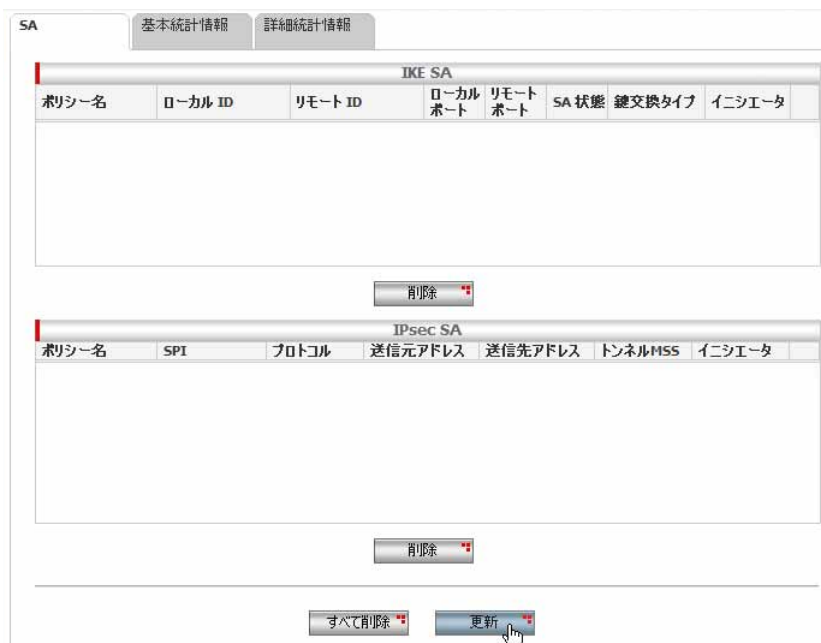 SA 基本統計情報 詳細統計情報
IKE SA
ポリシー名 ローカル ID リモート ID ローカルポート リモートポート SA 状態 鍵交換タイプ イニシエータ
削除
IPsec SA
ポリシー名 SPI プロトコル 送信元アドレス 送信先アドレス トンネルMSS イニシエータ
削除
すべて削除 更新